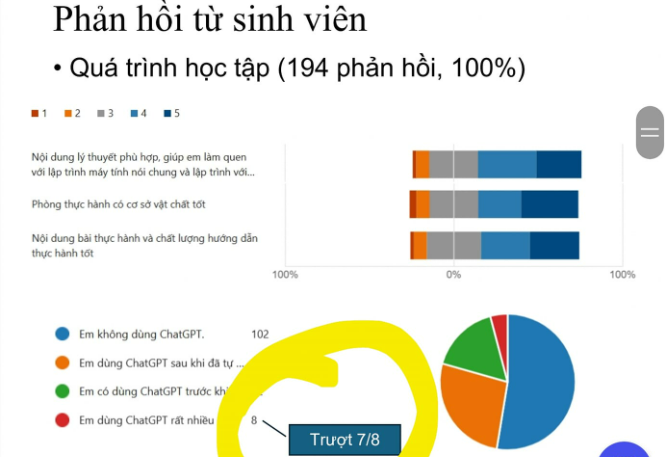 Phản hồi từ sinh viên
• Quá trình học tập (194 phản hồi, 100%)
1 2 3 4 5
Nội dung lý thuyết phù hợp, giúp em làm quen
với lập trình máy tính nói chung và lập trình với...
Phòng thực hành có cơ sở vật chất tốt
Nội dung bài thực hành và chất lượng hướng dẫn
thực hành tốt
100% 0% 100%
Em không dùng ChatGPT. 102
Em dùng ChatGPT sau khi đã tự ...
Em có dùng ChatGPT trước
Em dùng ChatGPT rất nhiều 8
Trượt 7/8